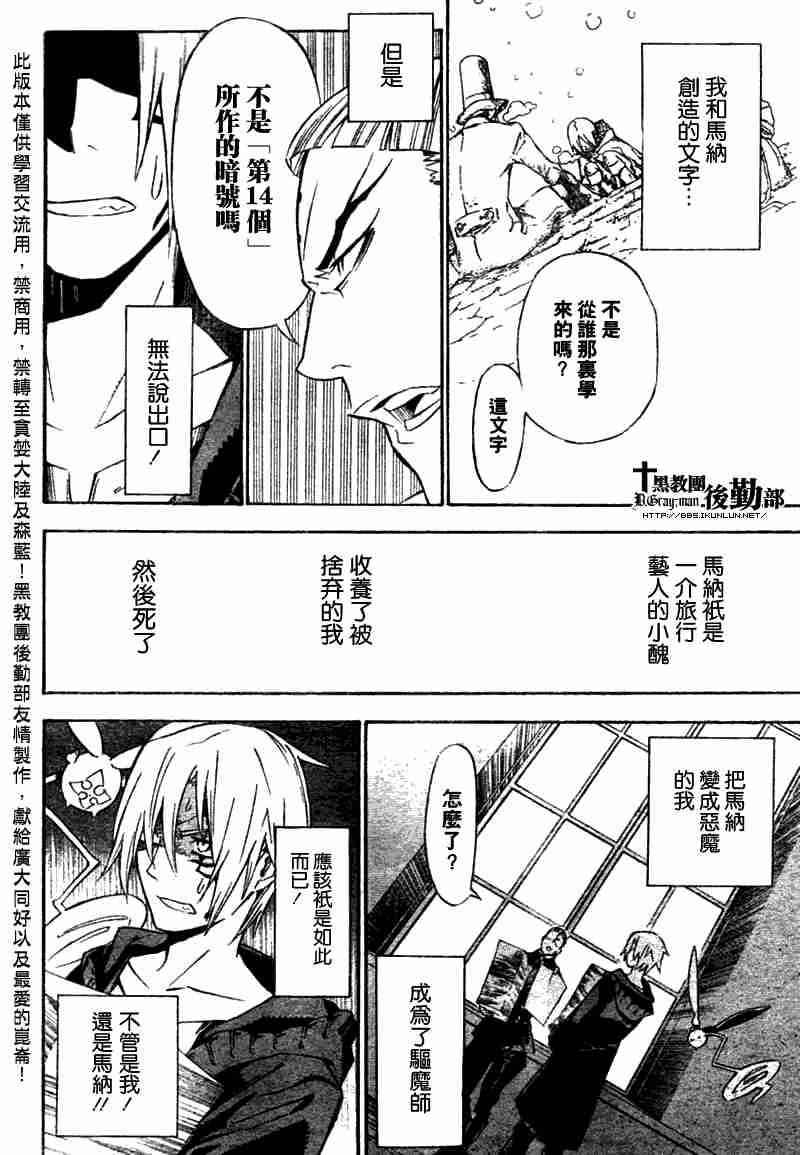 我和馬納
創造的文字…
不是
從誰那裏學
來的嗎？
這文字
但是
不是「第14個」
所作的暗號嗎
無法說出口！
馬納衹是
一介旅行
藝人的小醜
收養了被
捨弃的我
然後死了
把馬納
變成惡魔
的我
怎麼了？
成爲了驅魔師
應該衹是如此
而已！
不管是我！
還是馬納!!
黑教團
D.Gray-man
後勤部
HTTP://BBS.IKUNLUN.NET/
此版本僅供學習交流用，禁商用，禁轉至貪婪大陸及森藍！黑教團後勤部友情製作，獻給廣大同好以及最愛的崑崙！